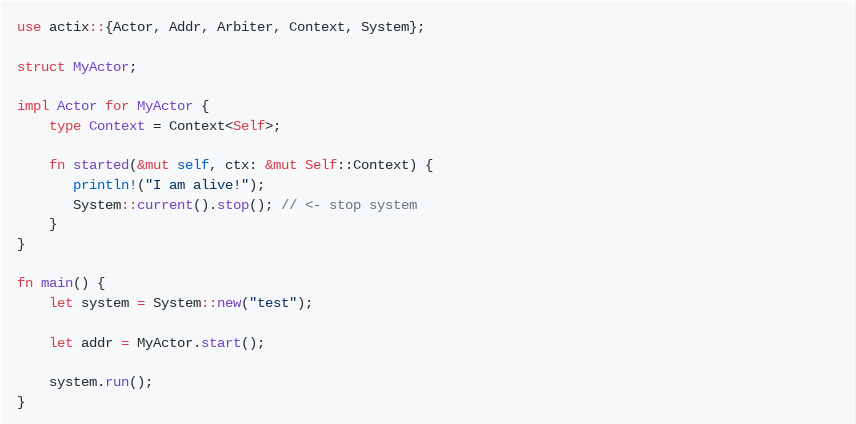 use actix::{Actor, Addr, Arbiter, Context, System};

struct MyActor;

impl Actor for MyActor {
    type Context = Context<Self>;

    fn started(&mut self, ctx: &mut Self::Context) {
       println!("I am alive!");
       System::current().stop(); // <- stop system
    }
}

fn main() {
    let system = System::new("test");

    let addr = MyActor.start();

    system.run();
}